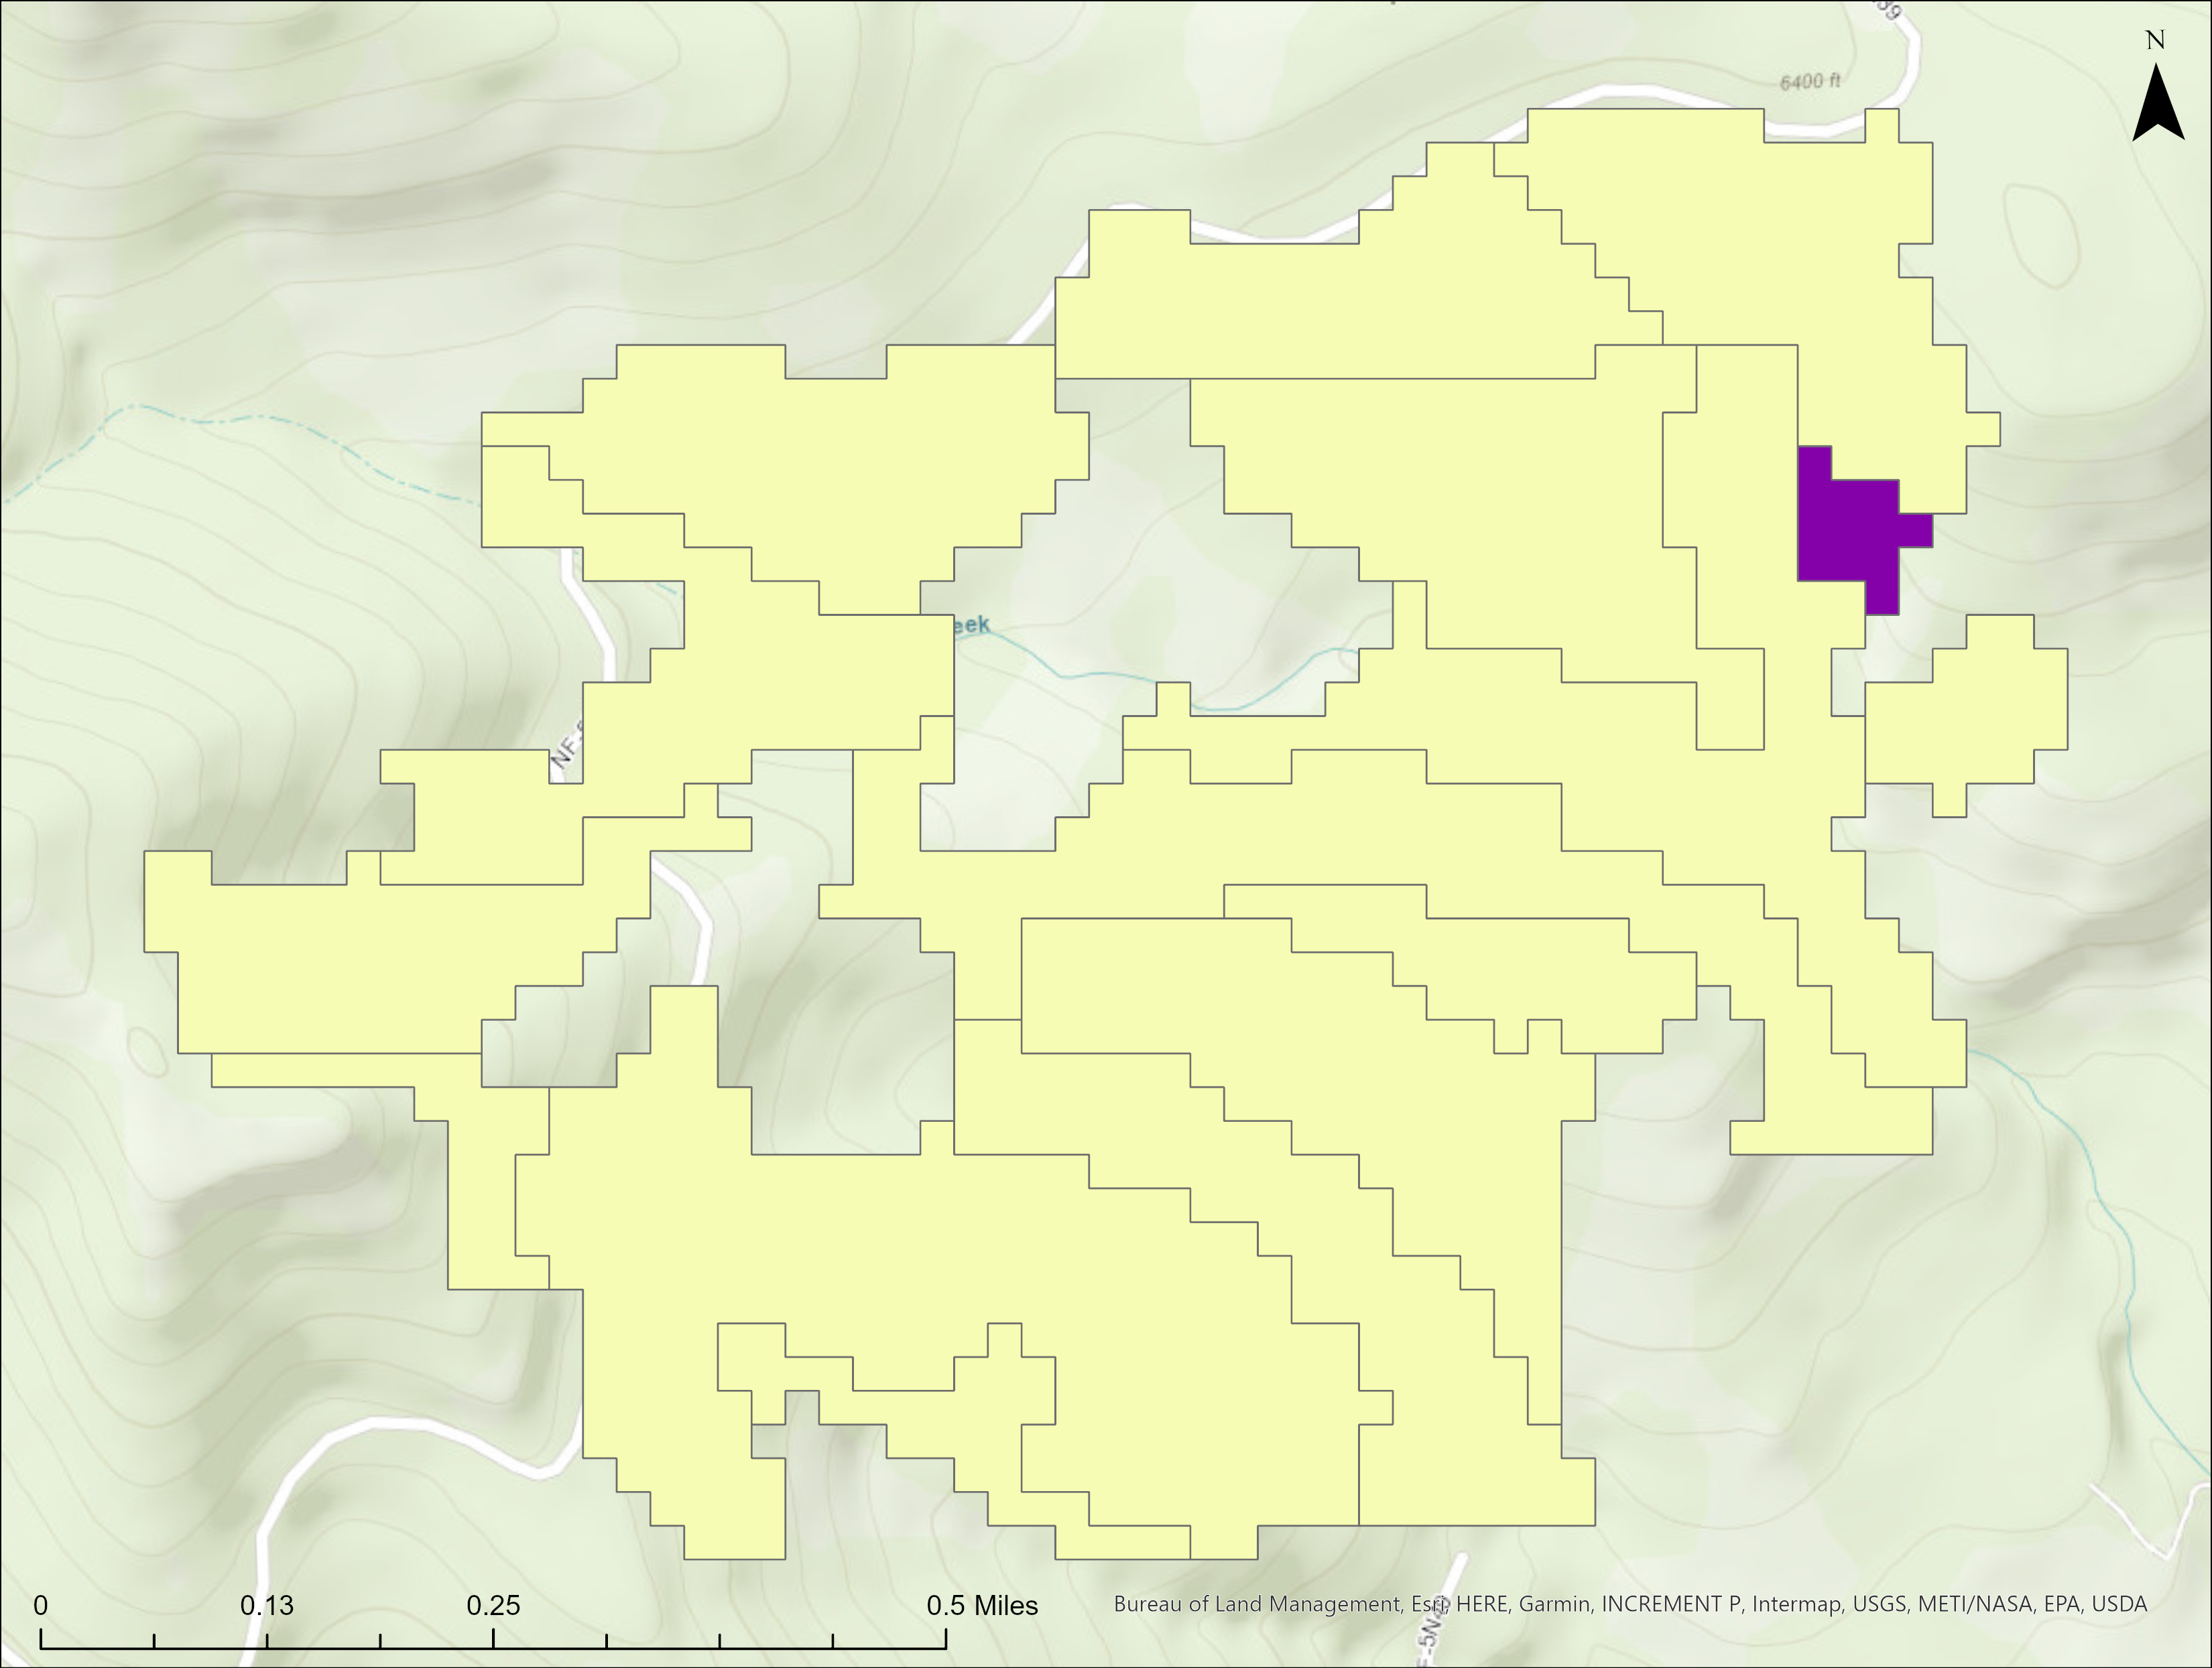 N
6400 ft
eek
0
0.13
0.25
0.5 Miles
Bureau of Land Management, Esri, HERE, Garmin, INCREMENT P, Intermap, USGS, METI/NASA, EPA, USDA